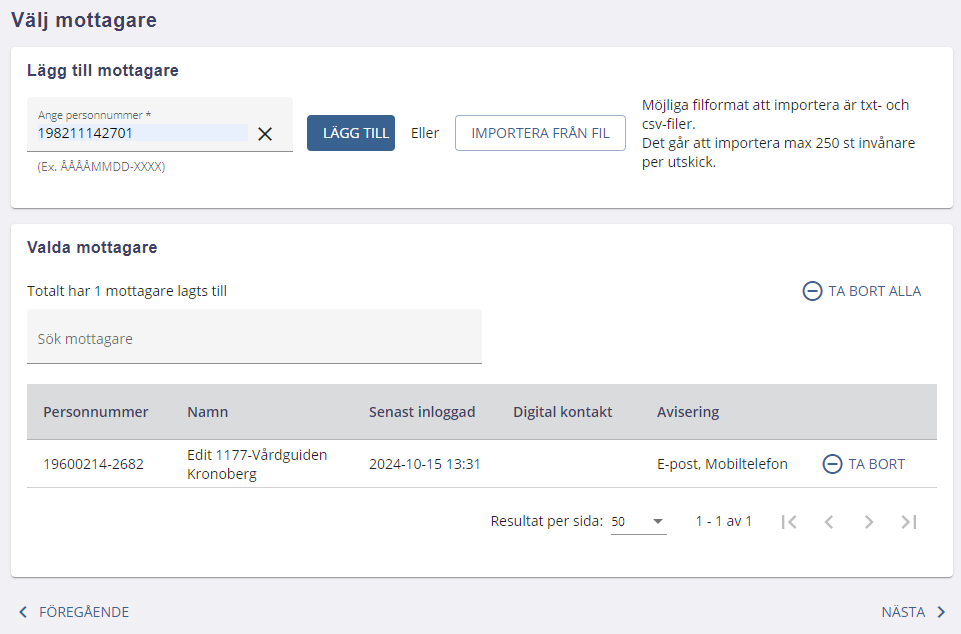 Välj mottagare
Lägg till mottagare
Ange personnummer *
198211142701
(Ex. ÅÅÅÅMMDD-XXXX)
LÄGG TILL
Eller
IMPORTERA FRÅN FIL
Möjliga filformat att importera är txt- och
csv-filer.
Det går att importera max 250 st invånare
per utskick.
Valda mottagare
Totalt har 1 mottagare lagts till
TA BORT ALLA
Sök mottagare
Personnummer Namn Senast inloggad Digital kontakt Avisering
19600214-2682 Edit 1177-Vårdguiden Kronoberg 2024-10-15 13:31 E-post, Mobiltelefon TA BORT
Resultat per sida: 50 1 - 1 av 1
FÖREGÅENDE
NÄSTA